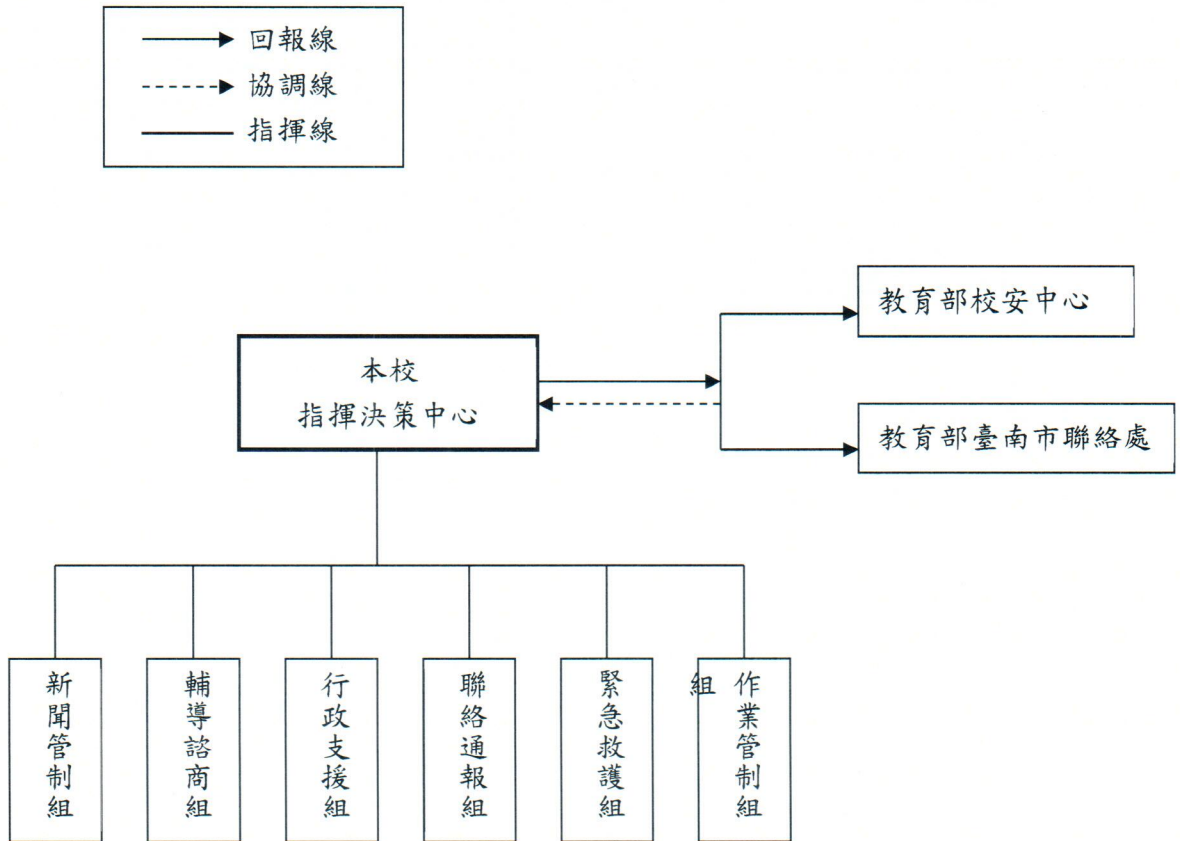 回報線
協調線
指揮線
教育部校安中心
本校
指揮決策中心
教育部臺南市聯絡處
新聞管制組
輔導諮商組
行政支援組
聯絡通報組
緊急救護組
作業管制組
組